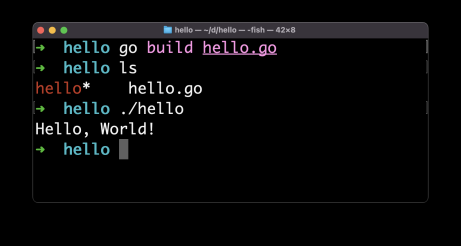 hello — ~/d/hello — -fish — 42×8
➜ hello go build hello.go
➜ hello ls
hello* hello.go
➜ hello ./hello
Hello, World!
➜ hello